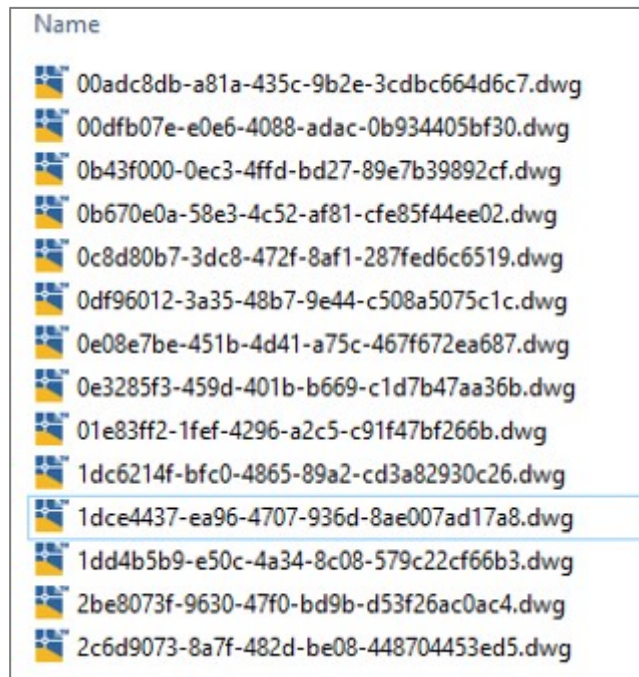 Name
00adc8db-a81a-435c-9b2e-3cdbc664d6c7.dwg
00dfb07e-e0e6-4088-adac-0b934405bf30.dwg
0b43f000-0ec3-4ffd-bd27-89e7b39892cf.dwg
0b670e0a-58e3-4c52-af81-cfe85f44ee02.dwg
0c8d80b7-3dc8-472f-8af1-287fed6c6519.dwg
0df96012-3a35-48b7-9e44-c508a5075c1c.dwg
0e08e7be-451b-4d41-a75c-467f672ea687.dwg
0e3285f3-459d-401b-b669-c1d7b47aa36b.dwg
01e83ff2-1fef-4296-a2c5-c91f47bf266b.dwg
1dc6214f-bfc0-4865-89a2-cd3a82930c26.dwg
1dce4437-ea96-4707-936d-8ae007ad17a8.dwg
1dd4b5b9-e50c-4a34-8c08-579c22cf66b3.dwg
2be8073f-9630-47f0-bd9b-d53f26ac0ac4.dwg
2c6d9073-8a7f-482d-be08-448704453ed5.dwg